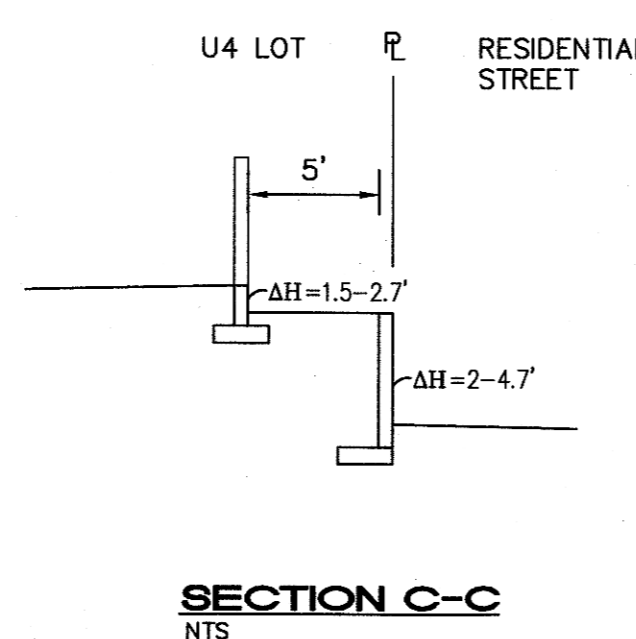 U4 LOT
PL
RESIDENTIAL
STREET
5'
ΔH=1.5-2.7'
ΔH=2-4.7'
SECTION C-C
NTS